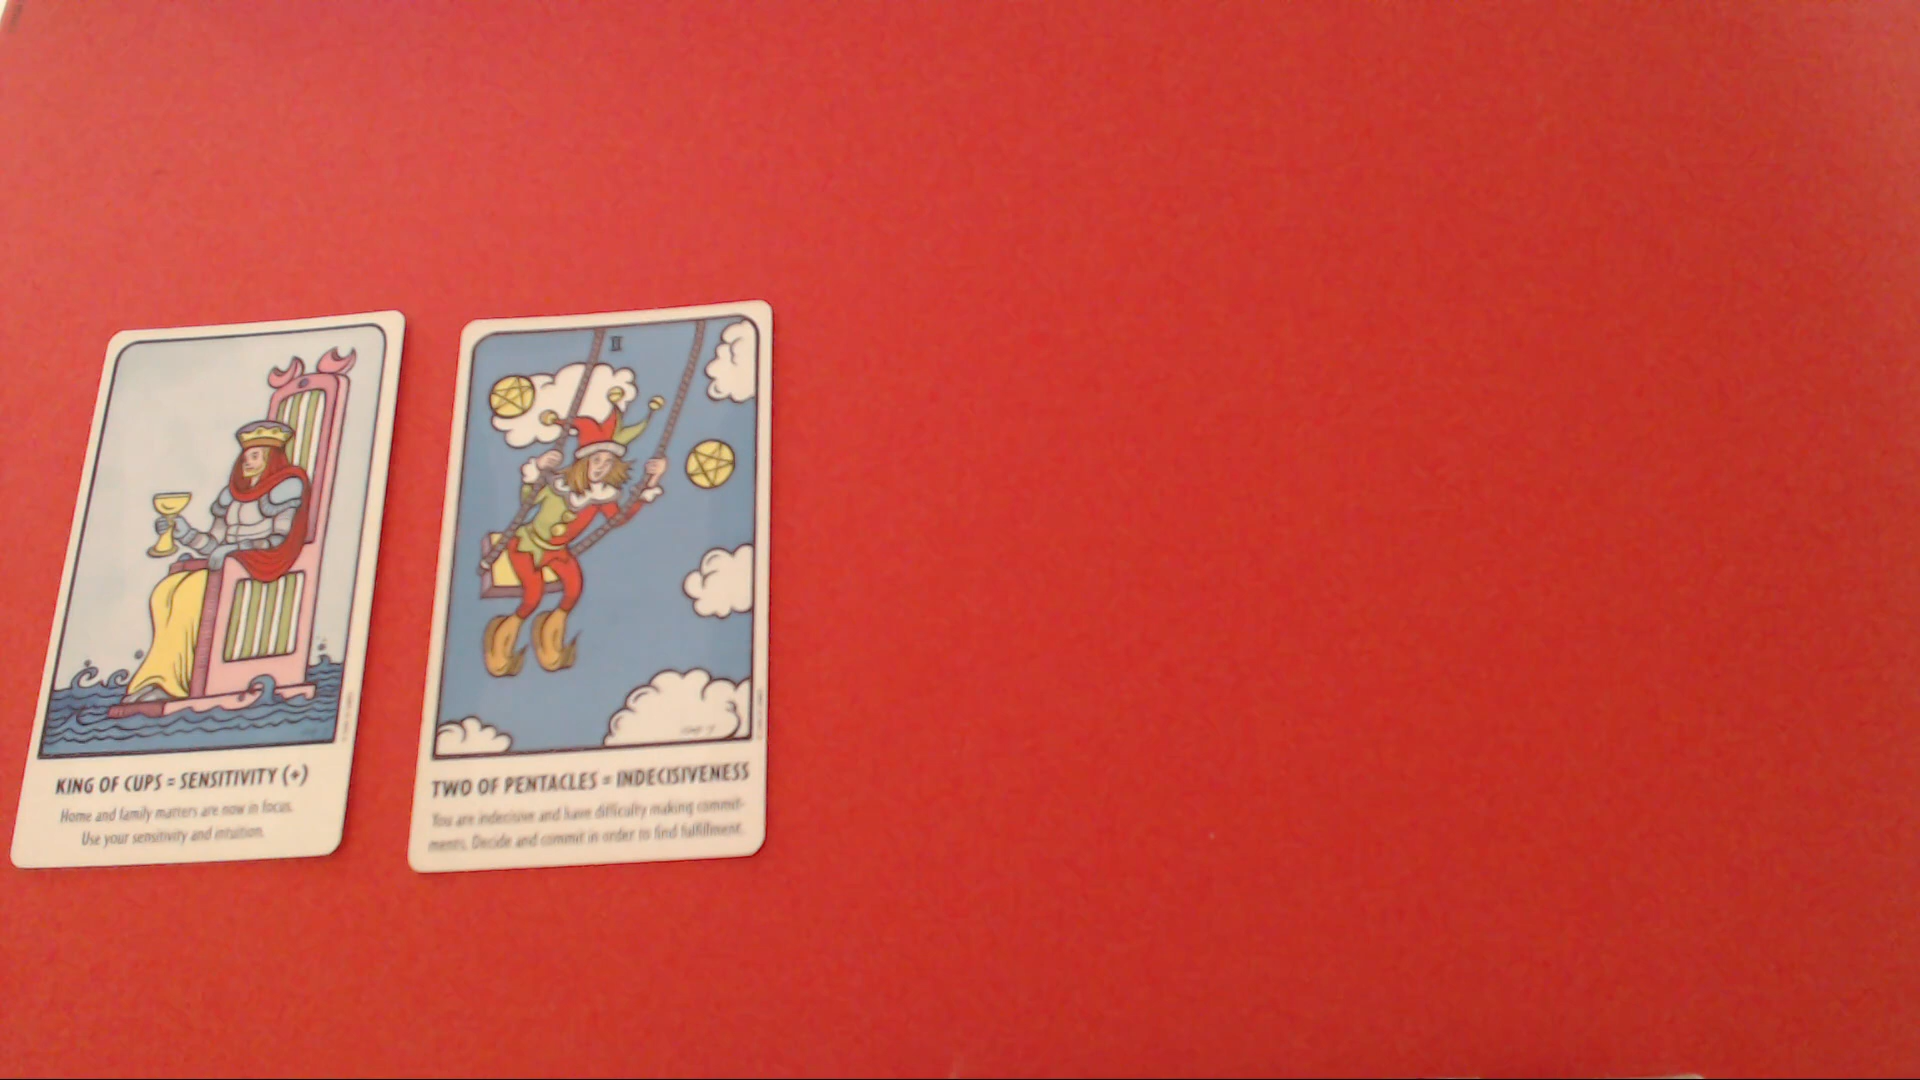 KING OF CUPS = SENSITIVITY (+)
Home and family matters are now in focus.
Use your sensitivity and intuition.
II
TWO OF PENTACLES = INDECISIVENESS
You are indecisive and have difficulty making commit-
ments. Decide and commit in order to find fulfillment.